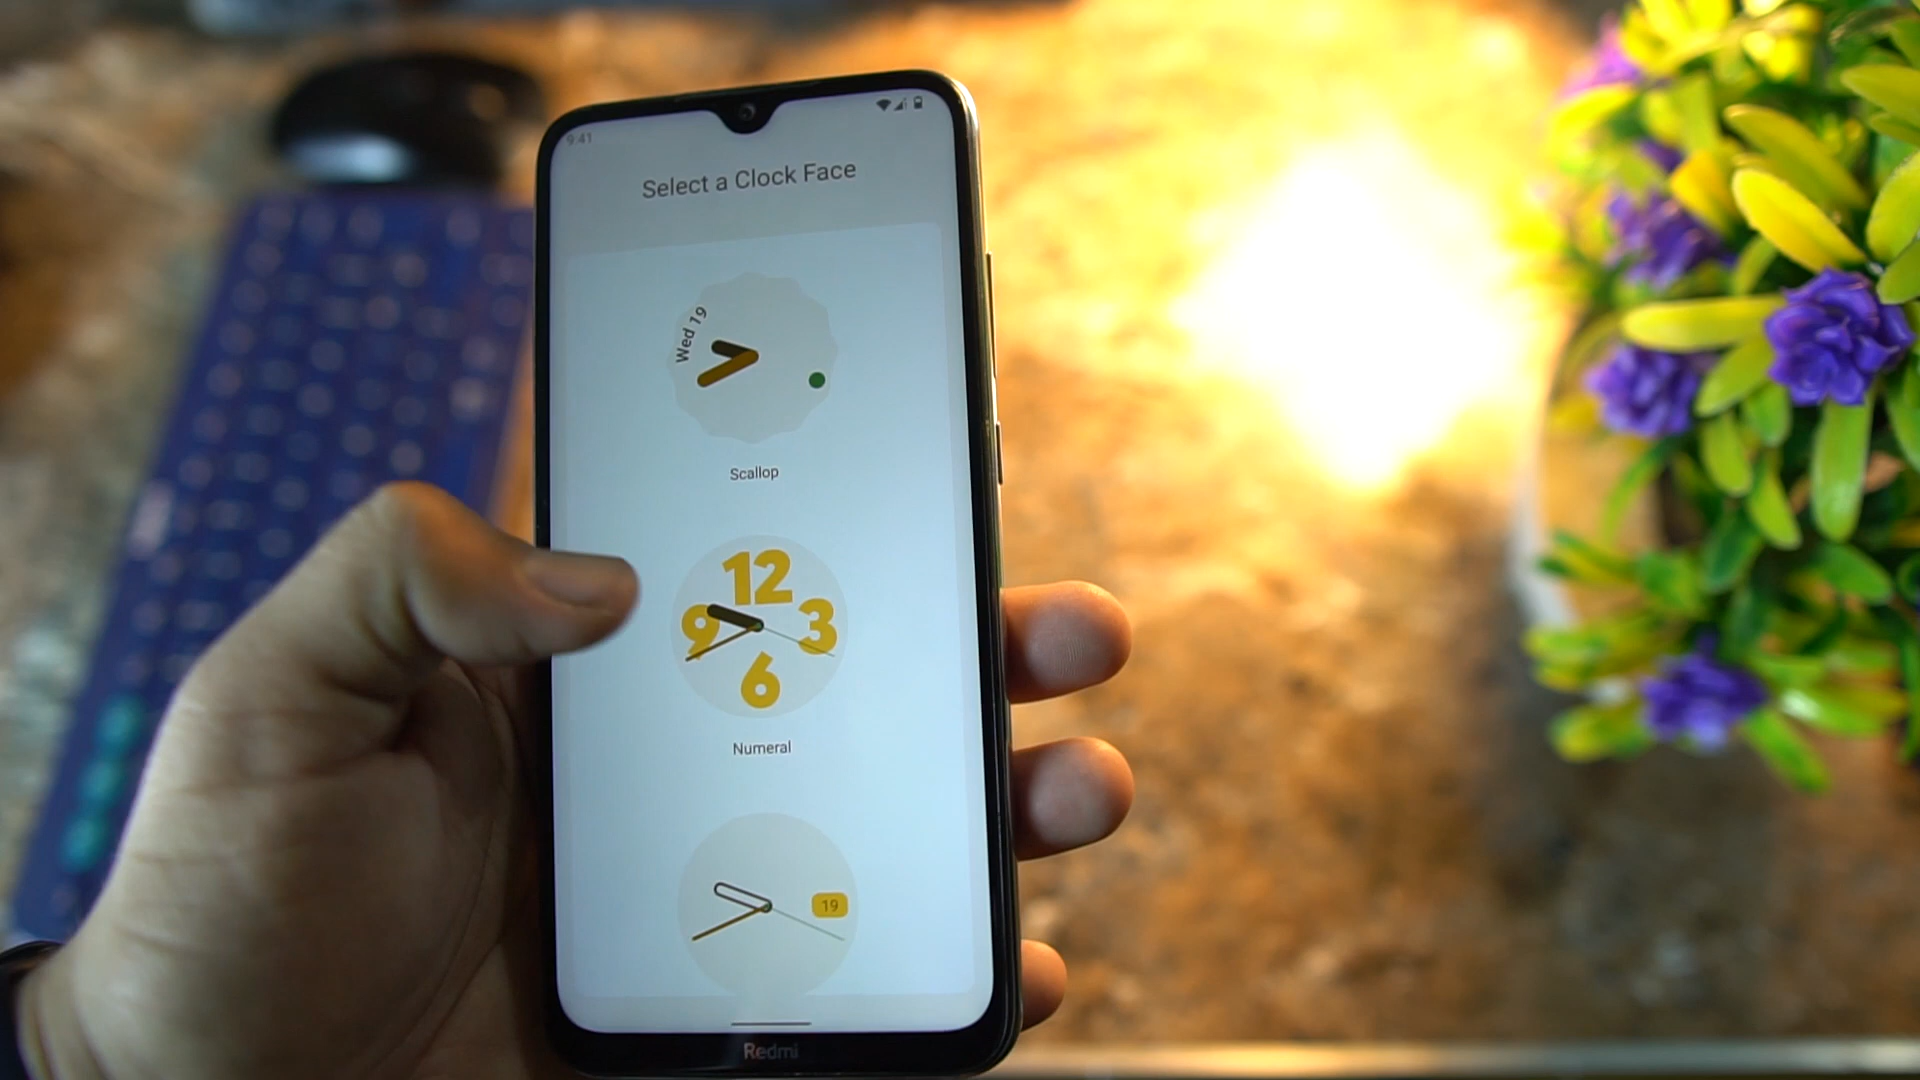 9:41
Select a Clock Face
Wed 19
Scallop
12
9 3
6
Numeral
19
Redmi